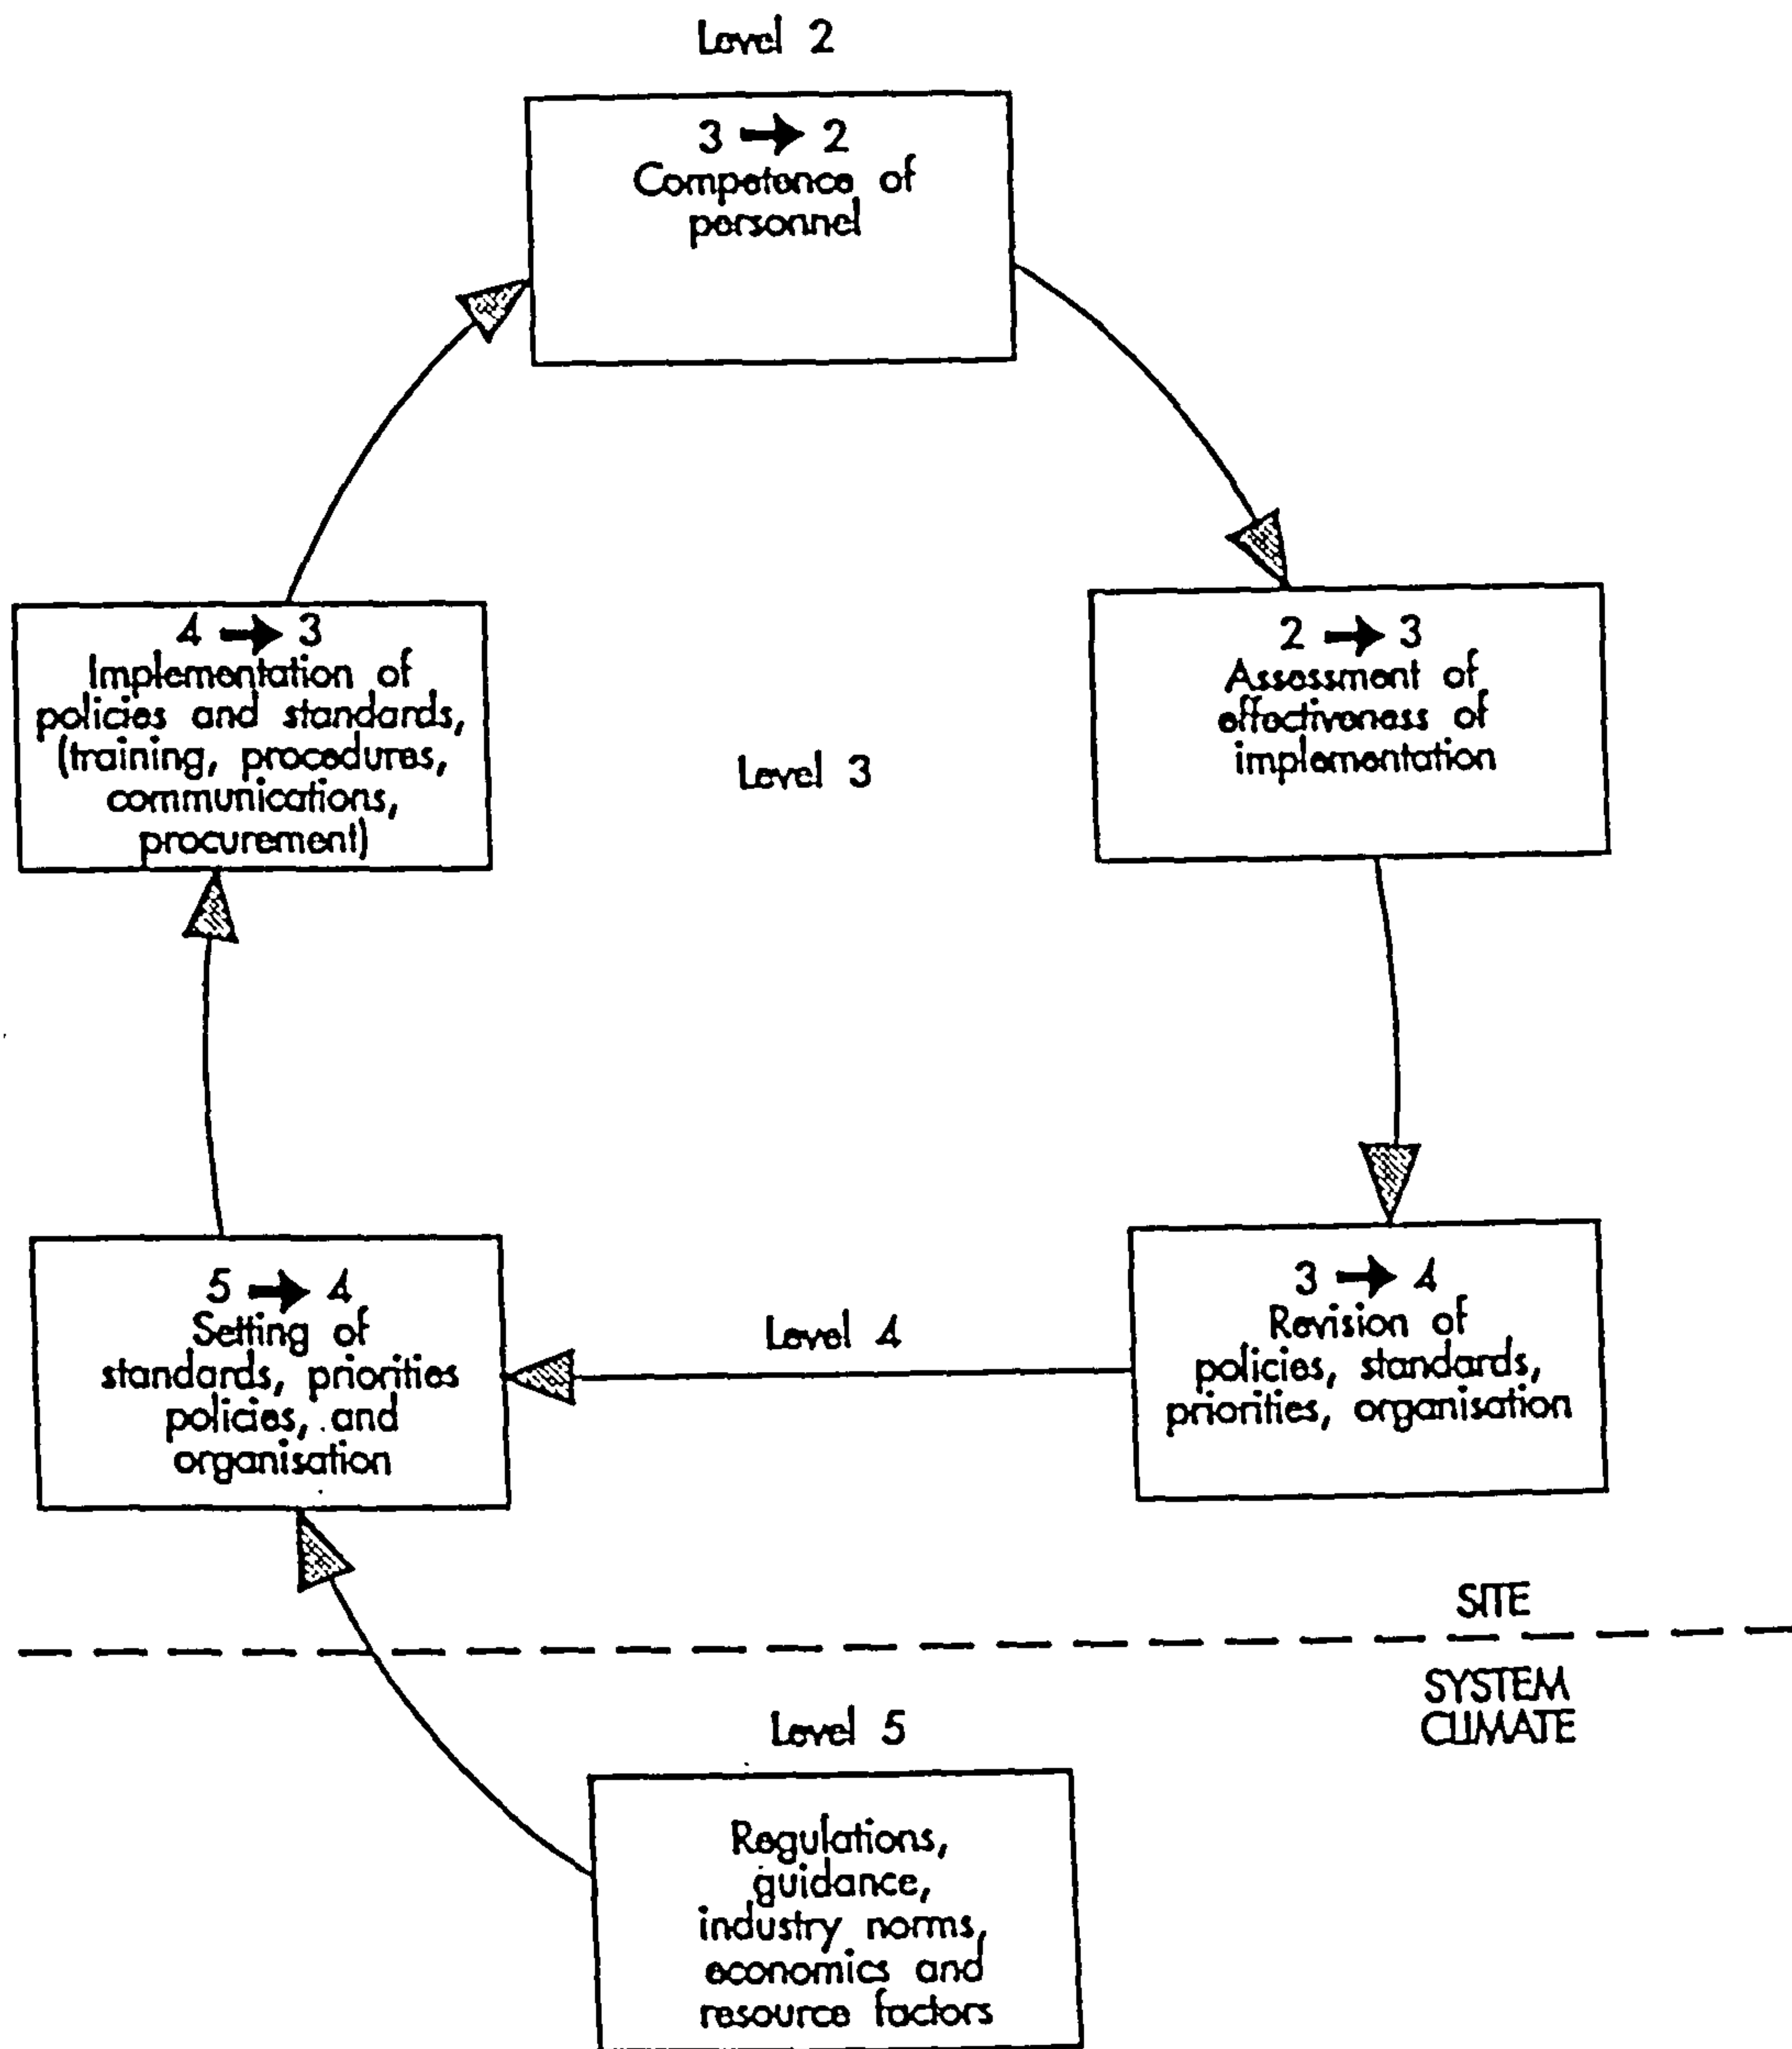 Level 2
3 → 2
Competence of
personnel
4 → 3
Implementation of
policies and standards,
(training, procedures,
communications,
procurement)
2 → 3
Assessment of
effectiveness of
implementation
Level 3
5 → 4
Setting of
standards, priorities
policies, and
organisation
Level 4
3 → 4
Revision of
policies, standards,
priorities, organisation
SITE
SYSTEM
CLIMATE
Level 5
Regulations,
guidance,
industry norms,
economics and
resource factors